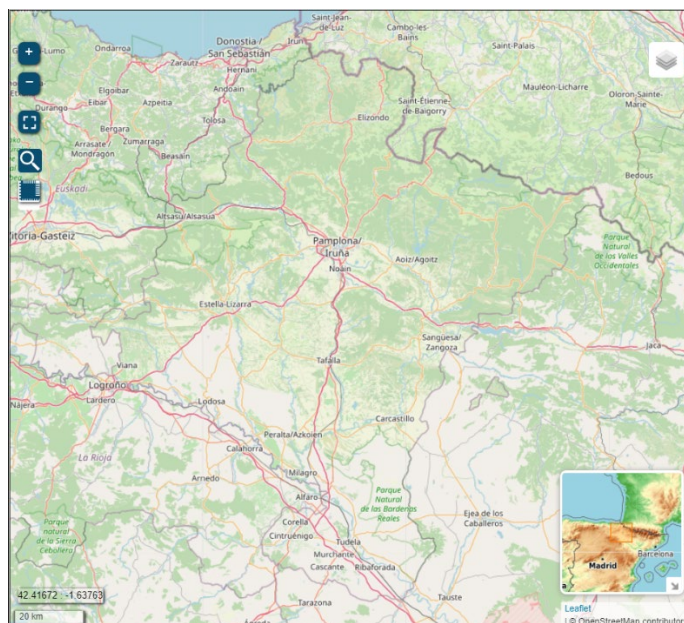 Saint-Jean-
de-Luz
Cambo-les-
Bains
Saint-Palais
Donostia /
San Sebastián
Irun
Ondarroa
Zarautz
Hernani
Andoain
Elgoibar
Eibar
Azpeitia
Tolosa
Durango
Bergara
Zumarraga
Arrasate /
Mondragón
Beasain
Saint-Étienne-
de-Baigorry
Elizondo
Mauléon-Licharre
Oloron-Sainte-
Marie
Bedous
Euskadi
Altsasu/Alsasua
itoria-Gasteiz
Pamplona/
Iruña
Noain
Aoiz/Agoitz
Parque
Natural
de los Valles
Occidentales
Estella-Lizarra
Sangüesa/
Zangoza
Jaca
Tafalla
Viana
Logroño
Lardero
Nájera
Lodosa
Carcastillo
Peralta/Azkoien
Calahorra
La Rioja
Arnedo
Milagro
Alfaro
Parque
Natural
de las Bardenas
Reales
Ejea de los
Caballeros
Corella
Cintruénigo
Parque
natural
de la Sierra
Cebollera
Tudela
Murchante
Cascante
Ribaforada
Tauste
Tarazona
Ágreda
Barcelona
Madrid
42.41672 : -1.63763
20 km
Leaflet
| © OpenStreetMap contributor